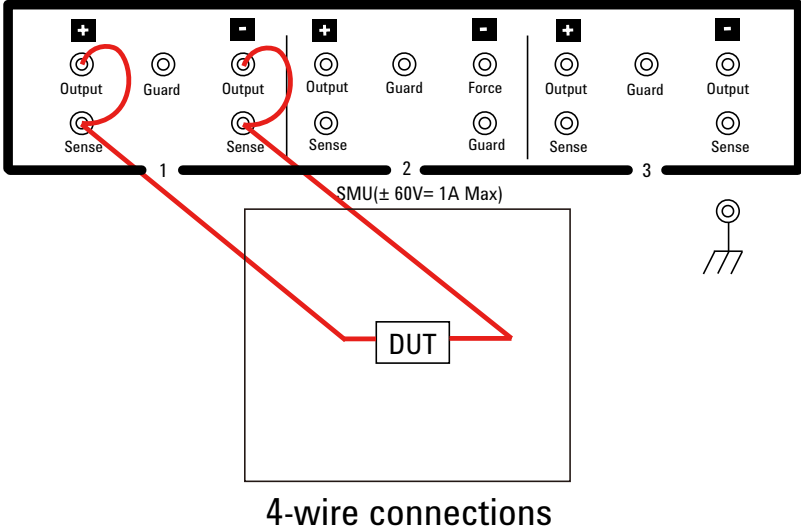 + - + - + -
Output Guard Output Output Guard Force Output Guard Output
Sense Sense Sense Guard Sense Sense
1 2 3
SMU(± 60V= 1A Max)
DUT
4-wire connections